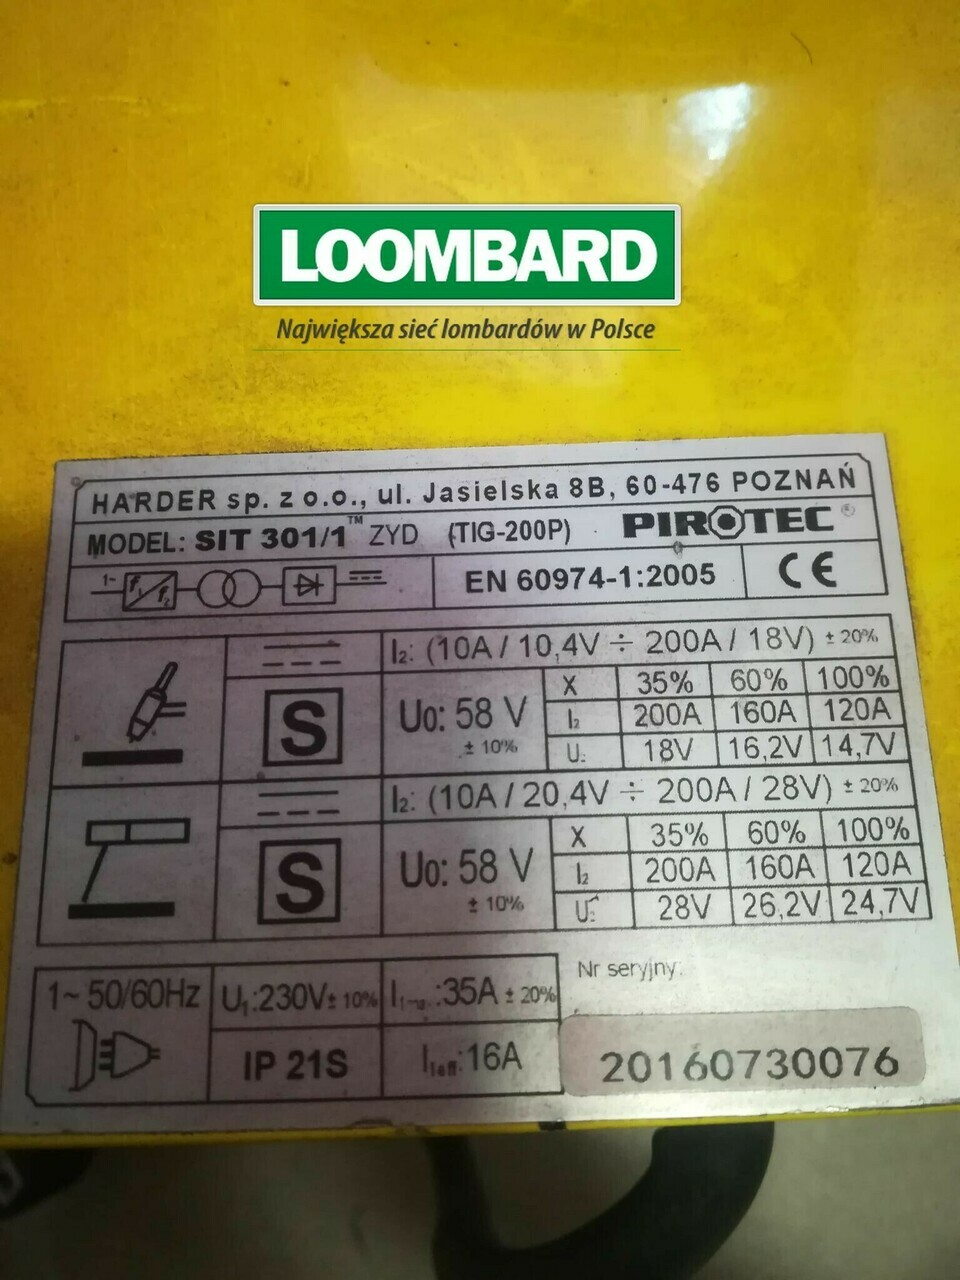 LOOMBARD
Największa sieć lombardów w Polsce
HARDER sp. z o.o., ul. Jasielska 8B, 60-476 POZNAŃ
MODEL: SIT 301/1™ ZYD (TIG-200P) PIROTEC®
1~ f₁ f₂ EN 60974-1:2005 CE
I₂: (10A / 10,4V ÷ 200A / 18V) ± 20%
S U₀: 58 V ± 10%
X 35% 60% 100%
I₂ 200A 160A 120A
U₂ 18V 16,2V 14,7V
I₂: (10A / 20,4V ÷ 200A / 28V) ± 20%
S U₀: 58 V ± 10%
X 35% 60% 100%
I₂ 200A 160A 120A
U₂ 28V 26,2V 24,7V
1~ 50/60Hz U₁:230V ± 10% :35A ± 20%
IP 21S I₁eff:16A
Nr seryjny:
20160730076